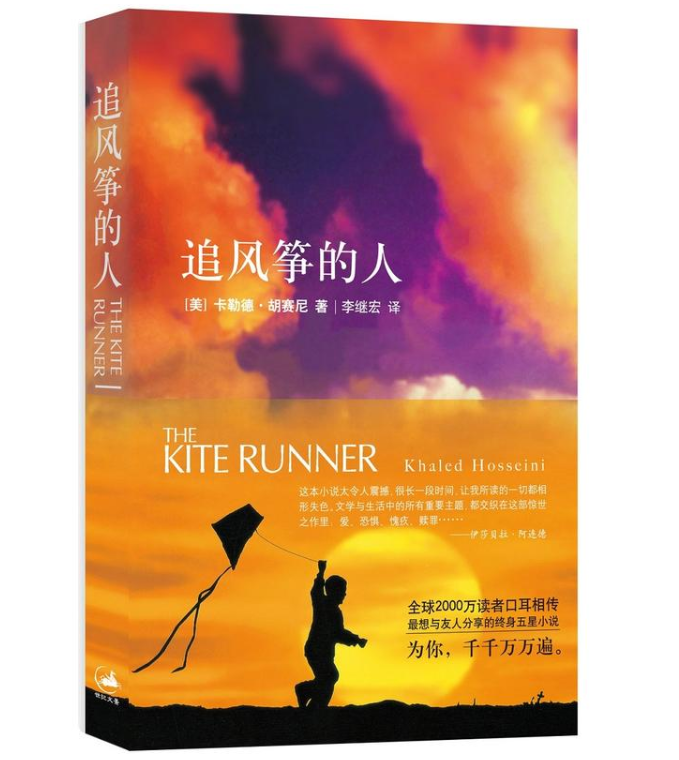 追风筝的人
THE KITE
RUNNER
追风筝的人
[美] 卡勒德·胡赛尼 著 | 李继宏 译
THE
KITE RUNNER
Khaled Hosseini
这本小说太令人震撼，很长一段时间，让我所读的一切都相
形失色。文学与生活中的所有重要主题，都交织在这部惊世
之作里：爱、恐惧、愧疚、赎罪……
——伊莎贝拉·阿连德
全球2000万读者口耳相传
最想与友人分享的终身五星小说
为你，千千万万遍。
世纪文景